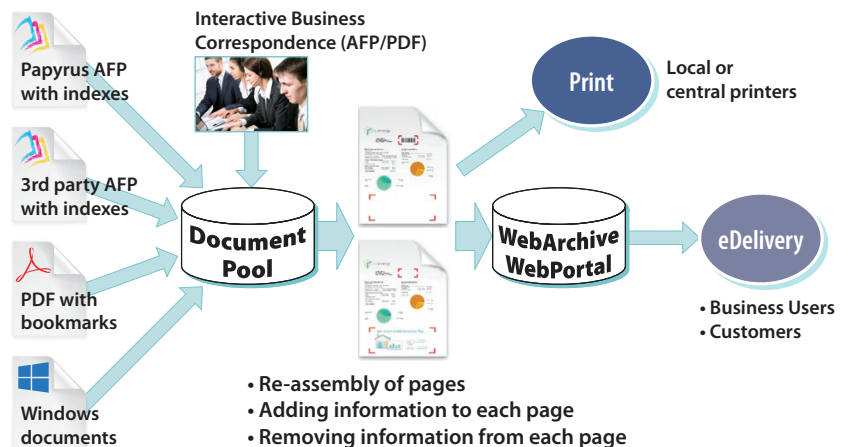 Interactive Business
Correspondence (AFP/PDF)
Papyrus AFP
with indexes
3rd party AFP
with indexes
PDF with
bookmarks
Windows
documents
Document
Pool
Print
Local or
central printers
WebArchive
WebPortal
eDelivery
• Business Users
• Customers
• Re-assembly of pages
• Adding information to each page
• Removing information from each page